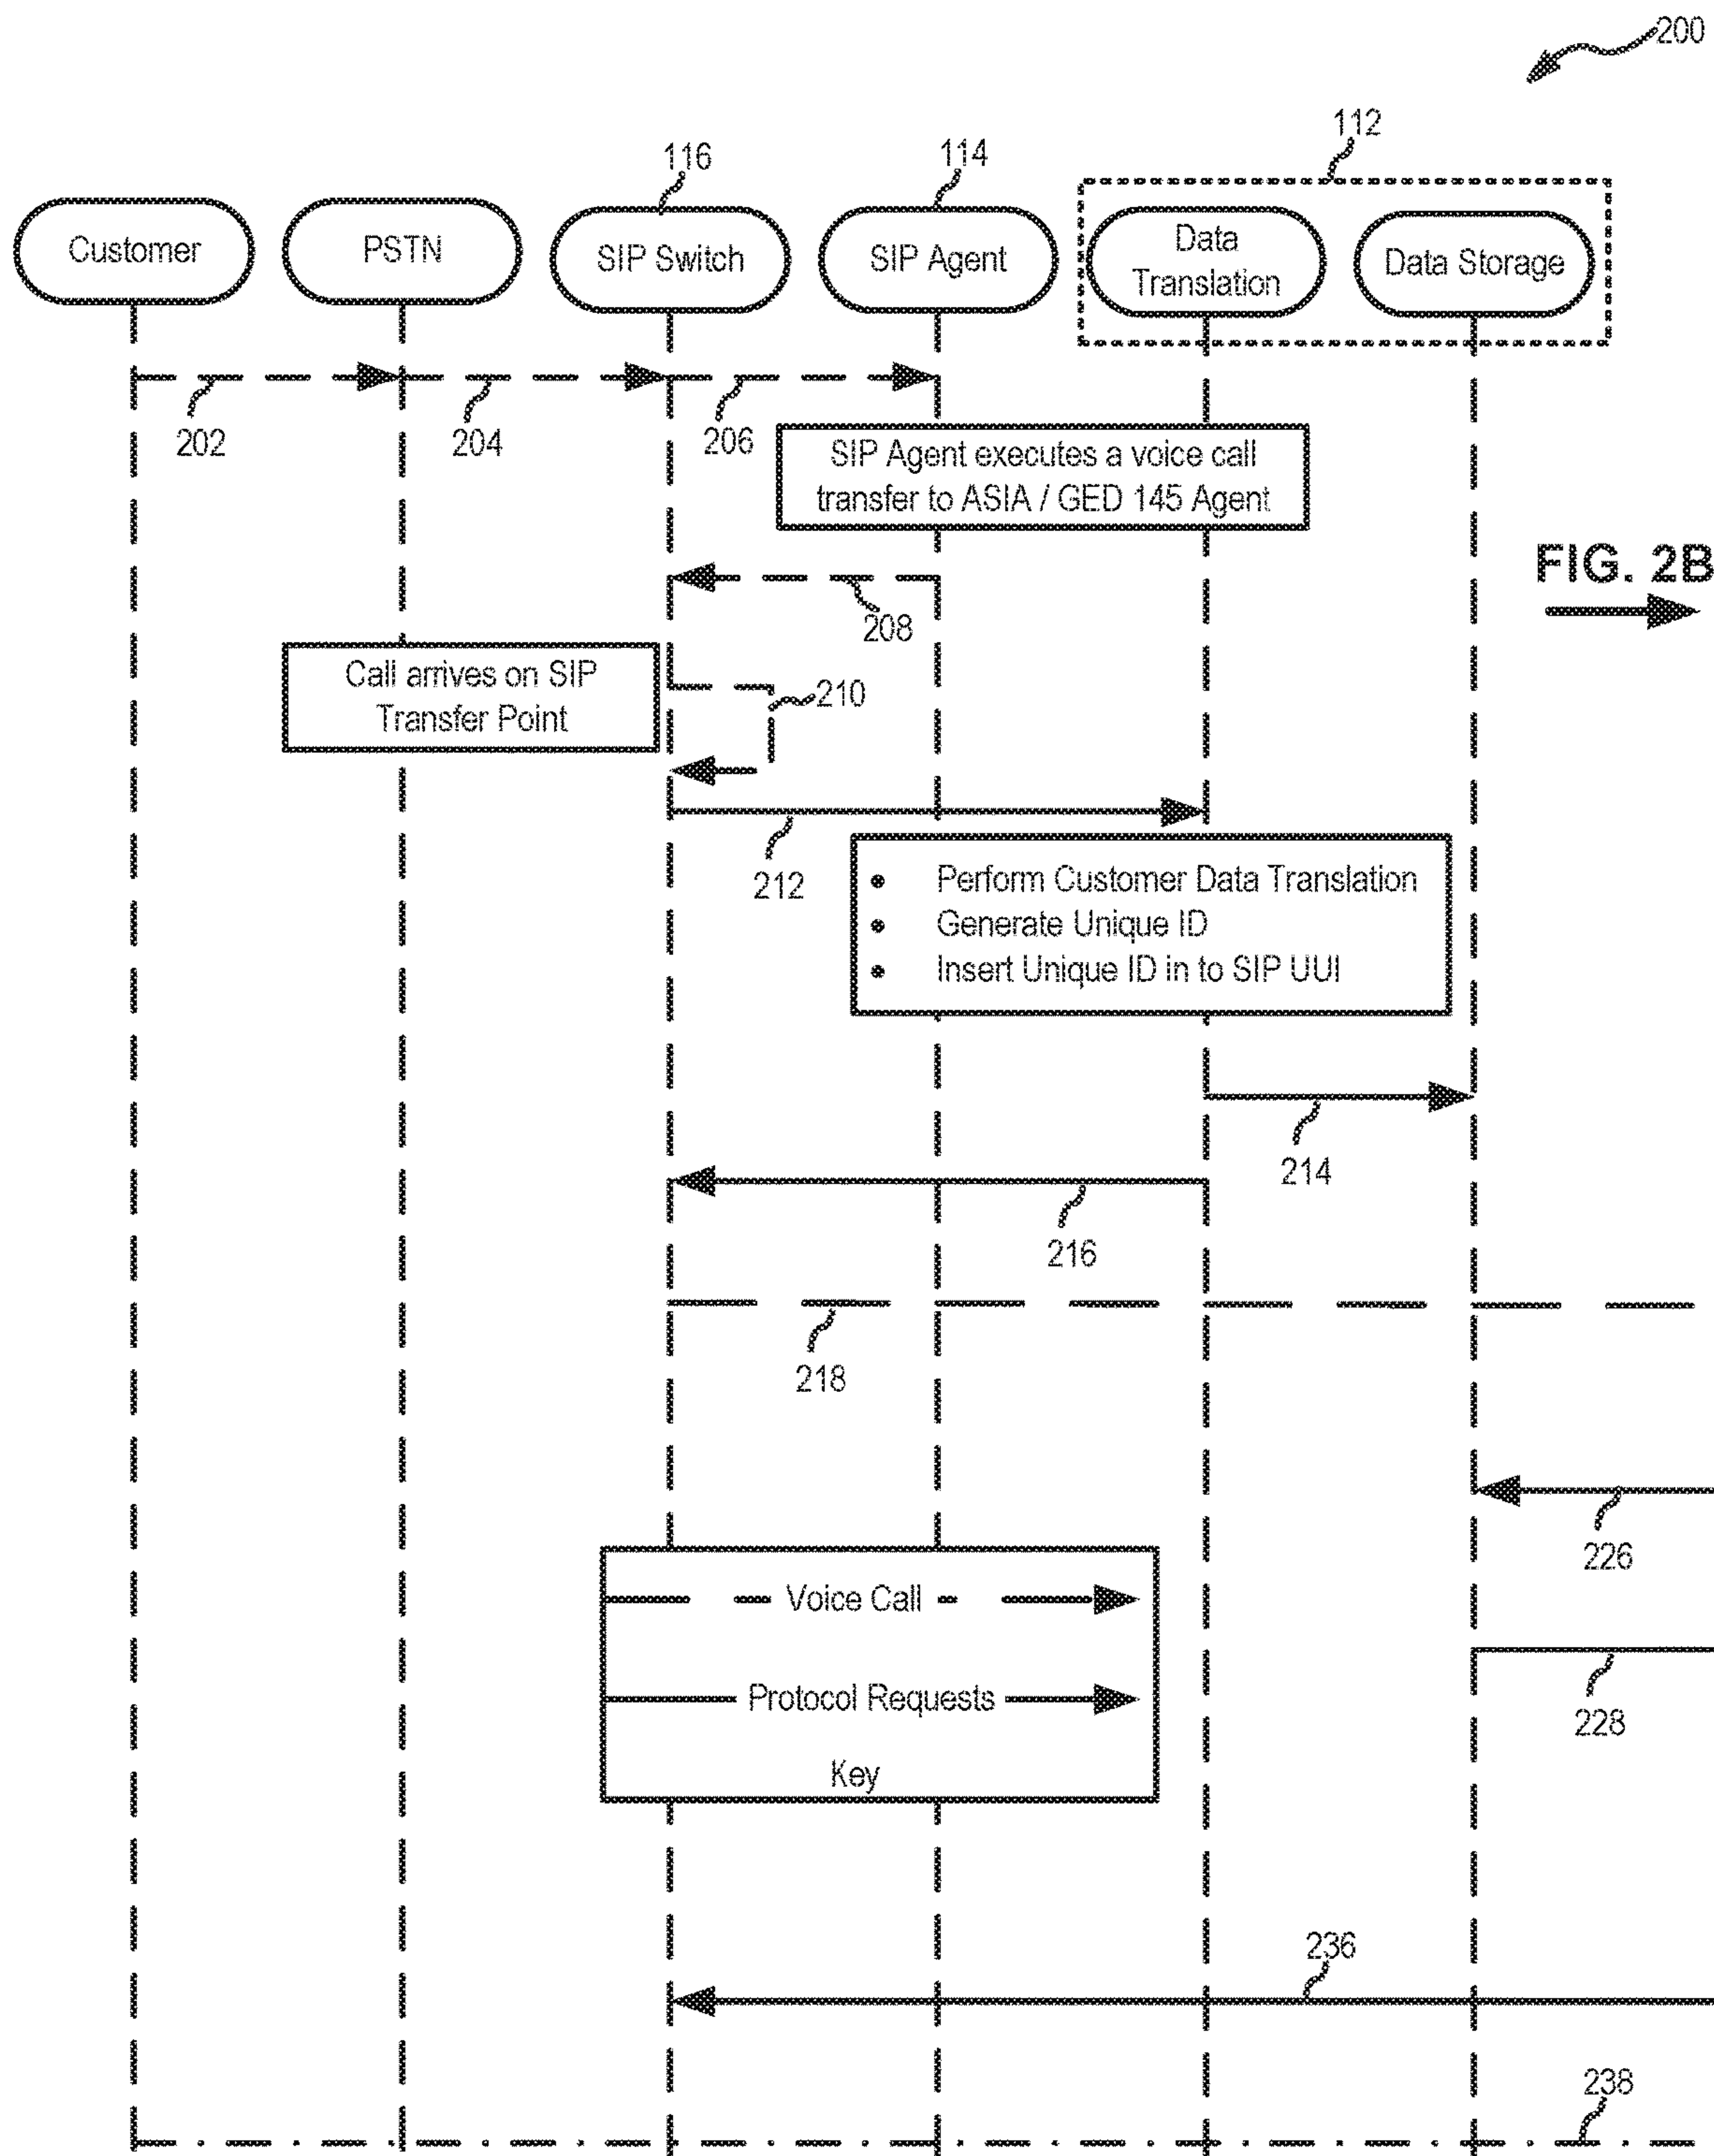 200
112
116
114
Customer
PSTN
SIP Switch
SIP Agent
Data
Translation
Data Storage
202
204
206
SIP Agent executes a voice call
transfer to ASIA / GED 145 Agent
FIG. 2B
208
Call arrives on SIP
Transfer Point
210
212
• Perform Customer Data Translation
• Generate Unique ID
• Insert Unique ID in to SIP UUI
214
216
218
226
Voice Call
228
Protocol Requests
Key
236
238